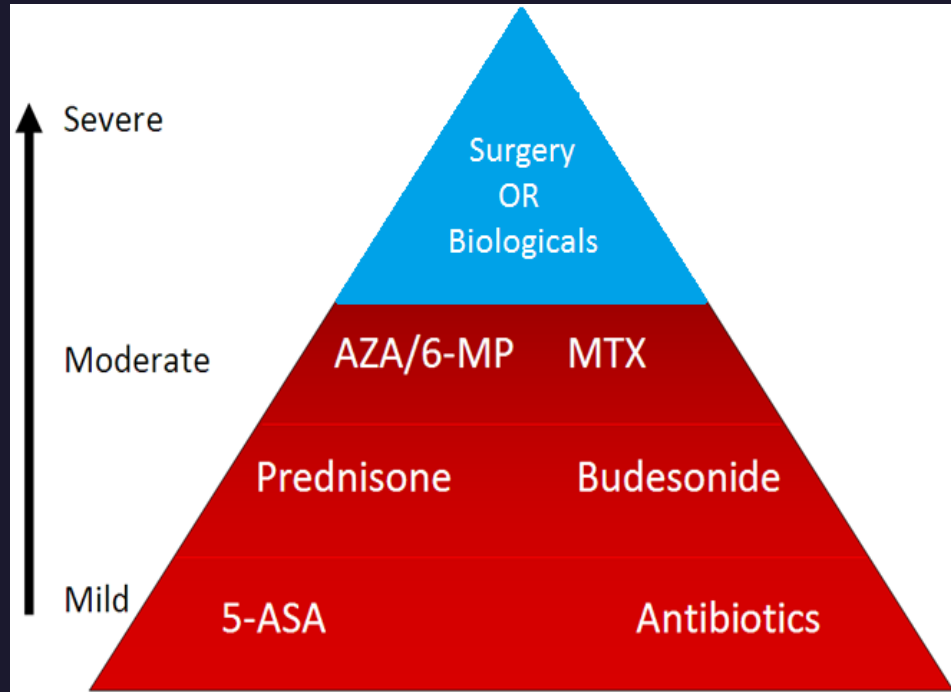 Severe
Surgery
OR
Biologicals
Moderate
AZA/6-MP MTX
Prednisone Budesonide
Mild
5-ASA Antibiotics